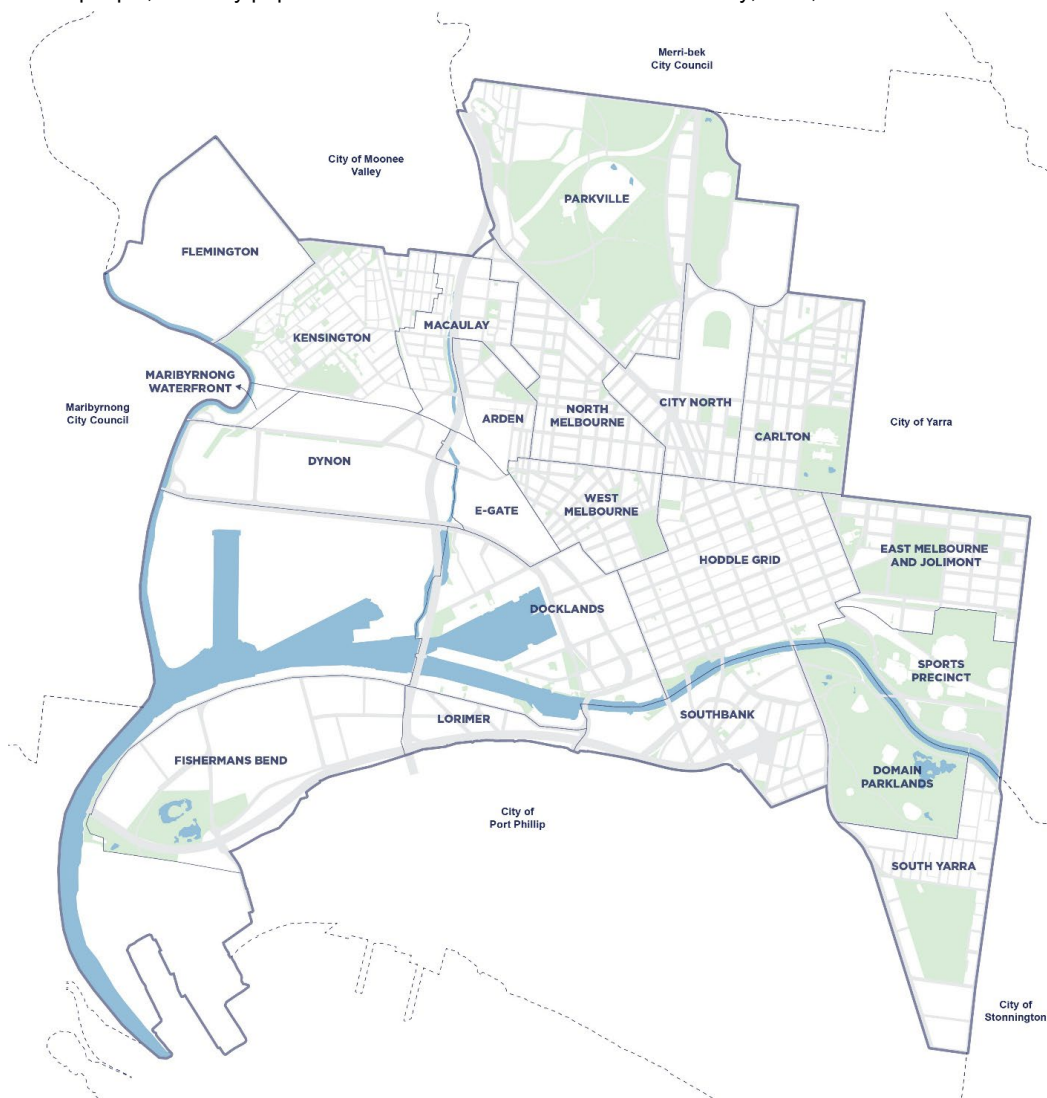 Merri-bek
City Council
City of Moonee
Valley
PARKVILLE
FLEMINGTON
MACAULAY
KENSINGTON
MARIBYRNONG
WATERFRONT
Maribyrnong
City Council
CITY NORTH
NORTH
MELBOURNE
ARDEN
City of Yarra
CARLTON
DYNON
WEST
MELBOURNE
E-GATE
HODDLE GRID
EAST MELBOURNE
AND JOLIMONT
DOCKLANDS
SPORTS
PRECINCT
LORIMER
SOUTHBANK
FISHERMANS BEND
DOMAIN
PARKLANDS
City of
Port Phillip
SOUTH YARRA
City of
Stonnington